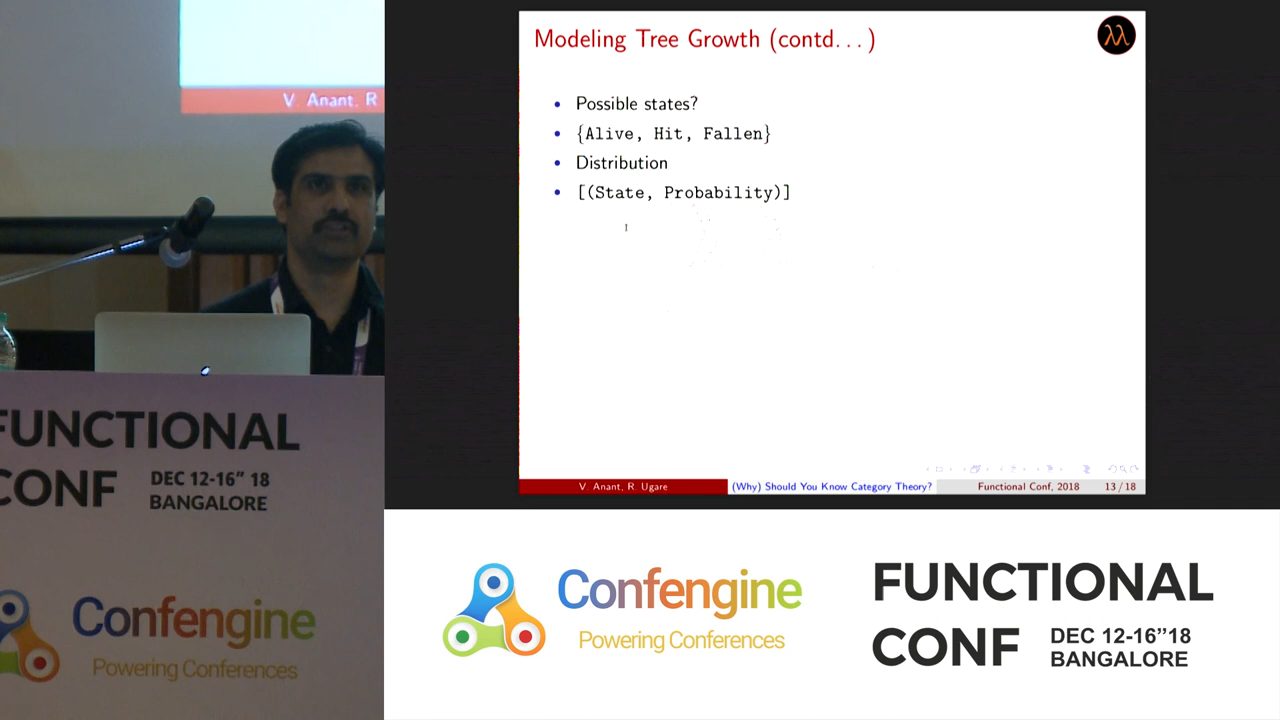 V. Anant, R
FUNCTIONAL
CONF
DEC 12-16" 18
BANGALORE
Confengine
Powering Conferences
Modeling Tree Growth (contd...)
λλ
• Possible states?
• {Alive, Hit, Fallen}
• Distribution
• [(State, Probability)]
V. Anant, R. Ugare
(Why) Should You Know Category Theory?
Functional Conf, 2018
13 / 18
Confengine
Powering Conferences
FUNCTIONAL
CONF
DEC 12-16"18
BANGALORE